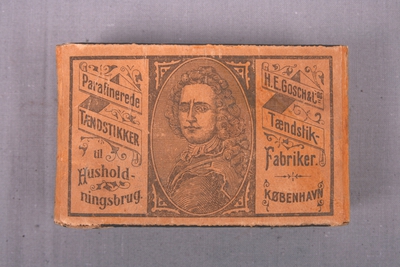 Parafinerede
TÆNDSTIKKER
til
Hushold-
ningsbrug.
H.E.GOSCH & Co
Tændstik-
Fabriker.
KØBENHAVN